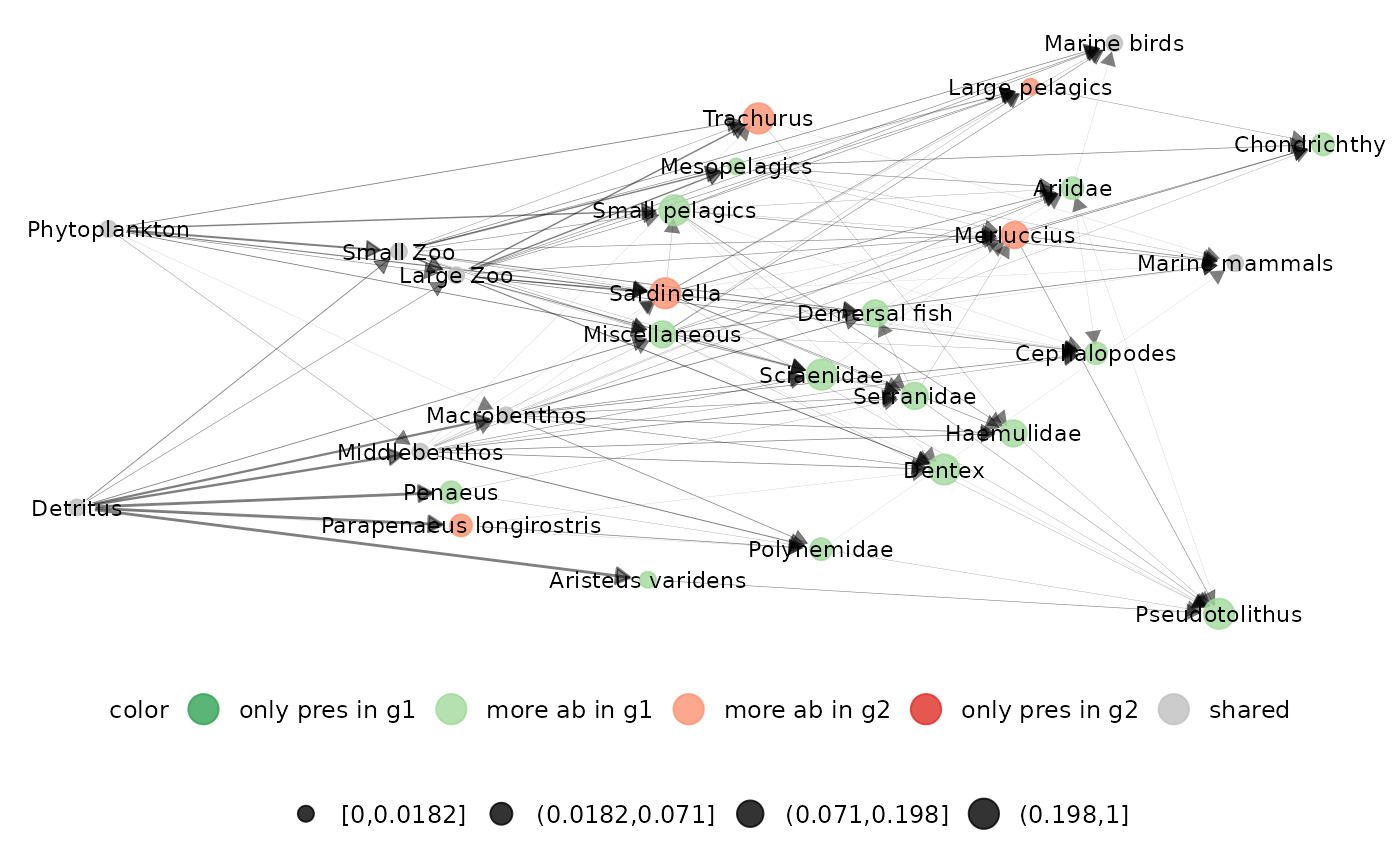 Marine birds
Large pelagics
Trachurus
Chondrichthy
Mesopelagics
Ariidae
Small pelagics
Phytoplankton
Merluccius
Small Zoo
Marine mammals
Large Zoo
Sardinella
Demersal fish
Miscellaneous
Cephalopodes
Sciaenidae
Serranidae
Macrobenthos
Haemulidae
Middlebenthos
Dentex
Penaeus
Detritus
Parapenaeus longirostris
Polynemidae
Aristeus varidens
Pseudotolithus
color only pres in g1 more ab in g1 more ab in g2 only pres in g2 shared
[0,0.0182] (0.0182,0.071] (0.071,0.198] (0.198,1]